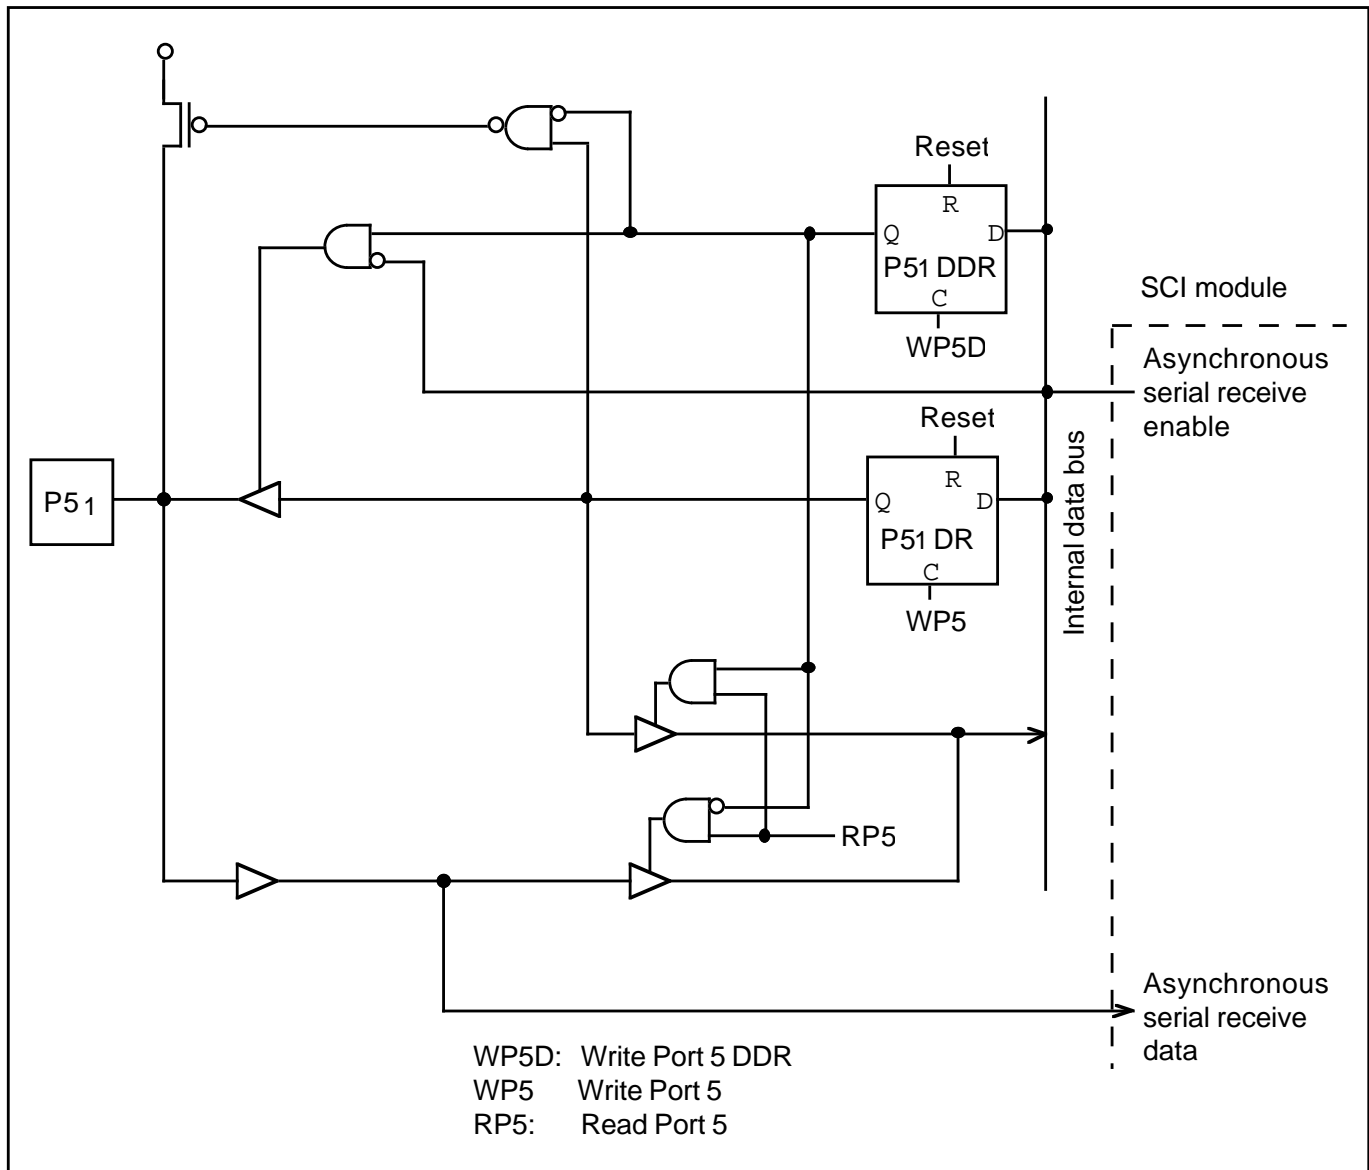 Reset
R
Q
D
P51 DDR
C
WP5D
SCI module
Asynchronous
serial receive
enable
Reset
R
Q
D
P51 DR
C
WP5
Internal data bus
P51
RP5
Asynchronous
serial receive
data
WP5D: Write Port 5 DDR
WP5 Write Port 5
RP5: Read Port 5